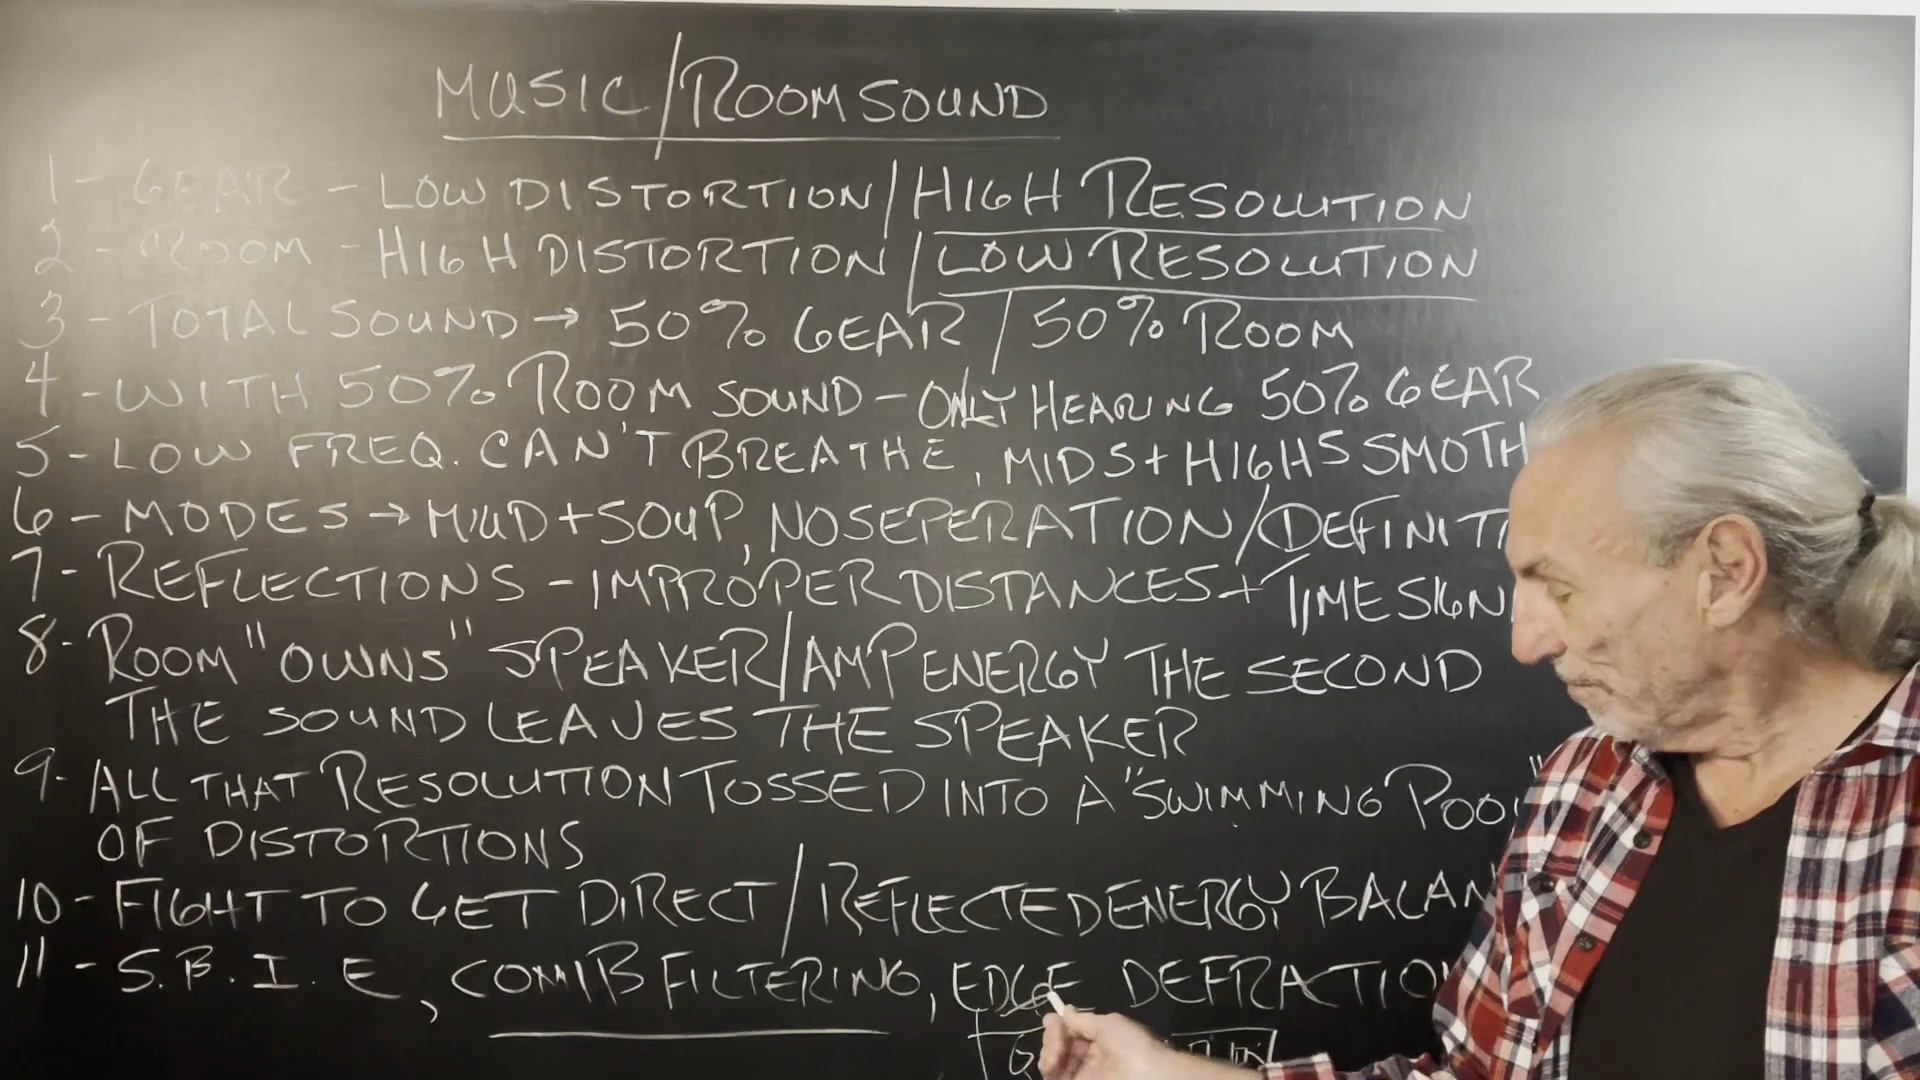 MUSIC/ROOM SOUND
1- GEAR - LOW DISTORTION/HIGH RESOLUTION
2- ROOM - HIGH DISTORTION/LOW RESOLUTION
3- TOTAL SOUND → 50% GEAR / 50% ROOM
4- WITH 50% ROOM SOUND - ONLY HEARING 50% GEAR
5- LOW FREQ. CAN'T BREATHE, MIDS + HIGHS SMOTH
6- MODES → MUD + SOUP, NO SEPERATION/DEFINITI
7- REFLECTIONS - IMPROPER DISTANCES + TIME SIGN
8- ROOM "OWNS" SPEAKER/AMP ENERGY THE SECOND
THE SOUND LEAVES THE SPEAKER
9- ALL THAT RESOLUTION TOSSED INTO A "SWIMMING POOL"
OF DISTORTIONS
10- FIGHT TO GET DIRECT/REFLECTED ENERGY BALAN
11- S.B.I.E, COMB FILTERING, EDGE DEFRACTIO